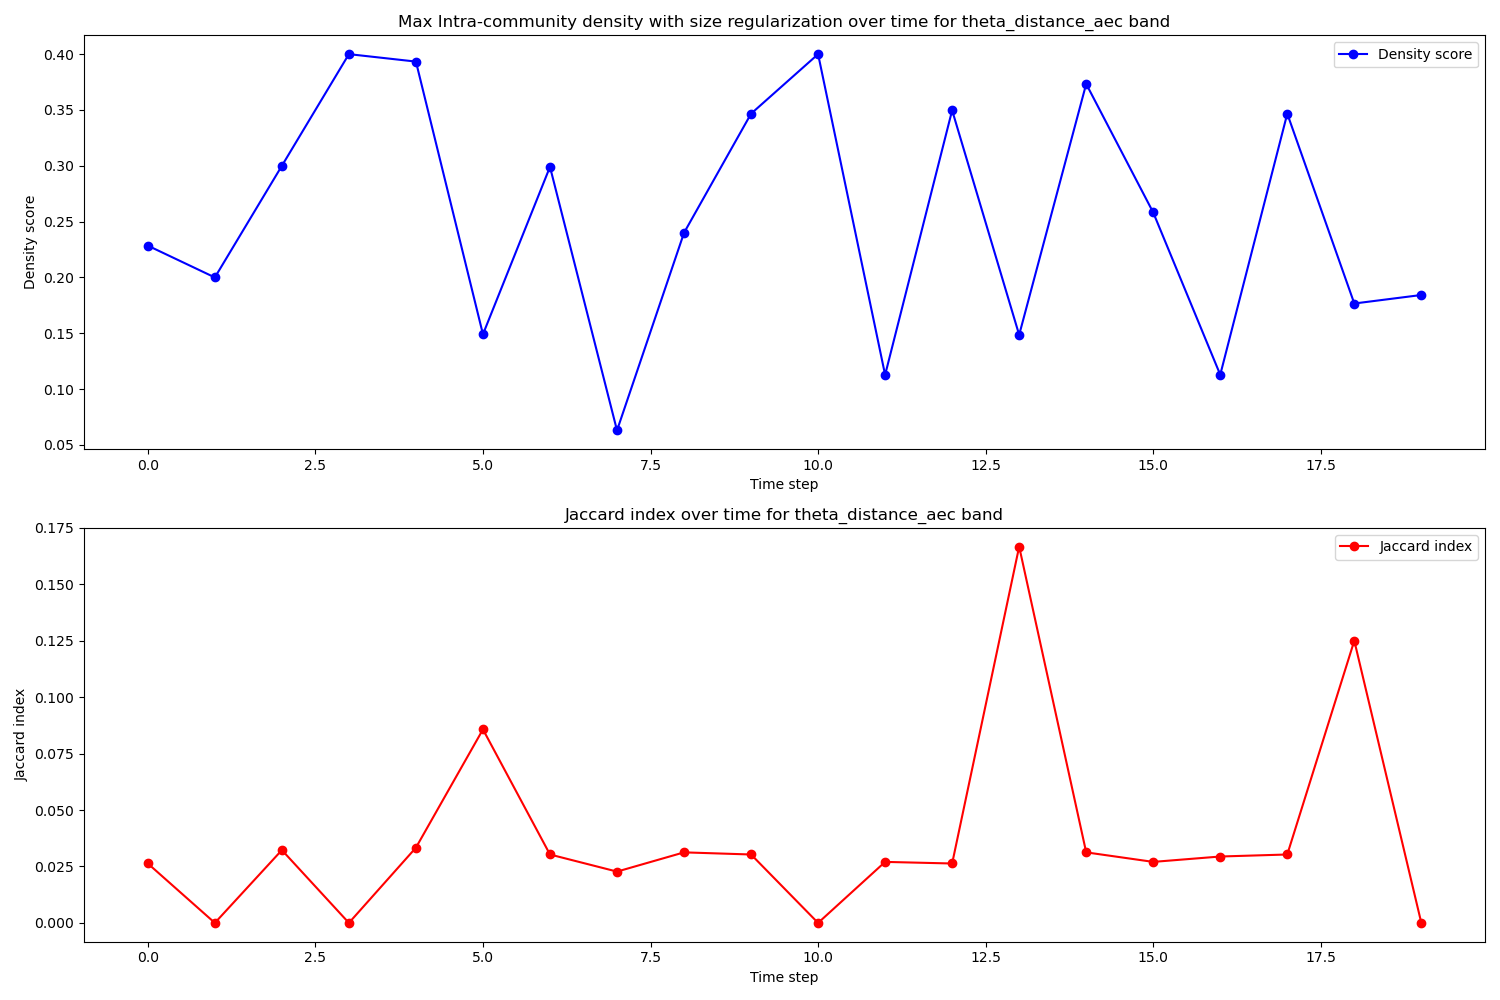 Max Intra-community density with size regularization over time for theta_distance_aec band
Density score
0.40
0.35
0.30
0.25
0.20
0.15
0.10
0.05
Density score
0.0 2.5 5.0 7.5 10.0 12.5 15.0 17.5
Time step
Jaccard index over time for theta_distance_aec band
Jaccard index
0.175
0.150
0.125
0.100
0.075
0.050
0.025
0.000
Jaccard index
0.0 2.5 5.0 7.5 10.0 12.5 15.0 17.5
Time step